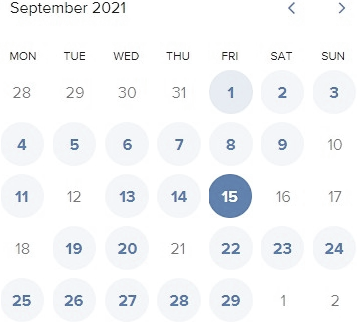 September 2021
MON TUE WED THU FRI SAT SUN
28 29 30 31 1 2 3
4 5 6 7 8 9 10
11 12 13 14 15 16 17
18 19 20 21 22 23 24
25 26 27 28 29 1 2